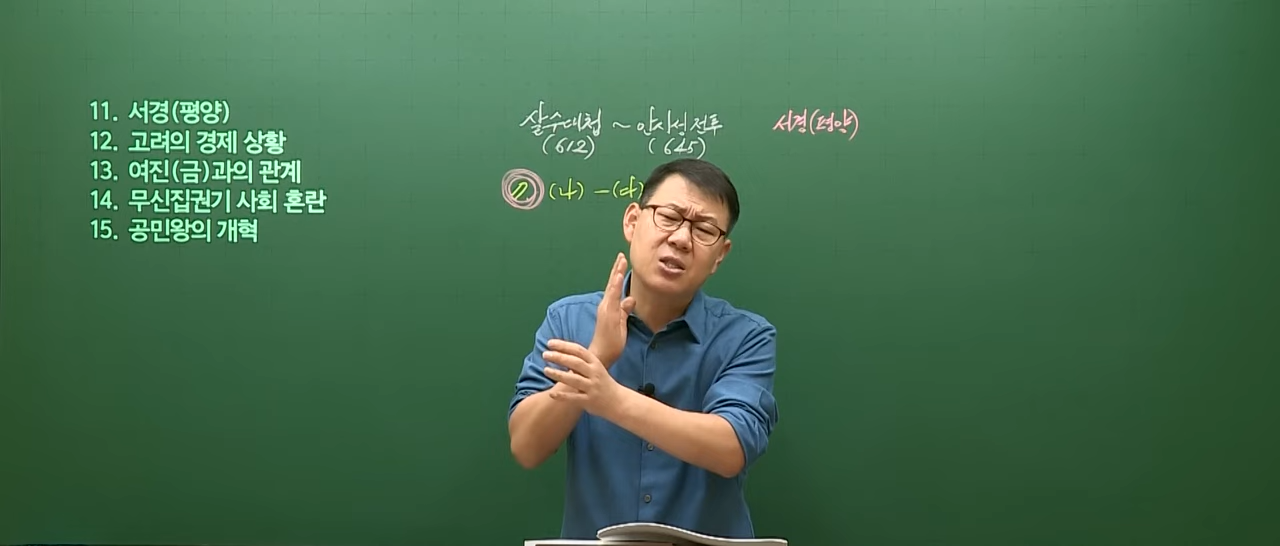 11. 서경(평양)
12. 고려의 경제 상황
13. 여진(금)과의 관계
14. 무신집권기 사회 혼란
15. 공민왕의 개혁
살수대첩 ~ 안시성전투 서경(평양)
(612) (645)
(나) - (다)